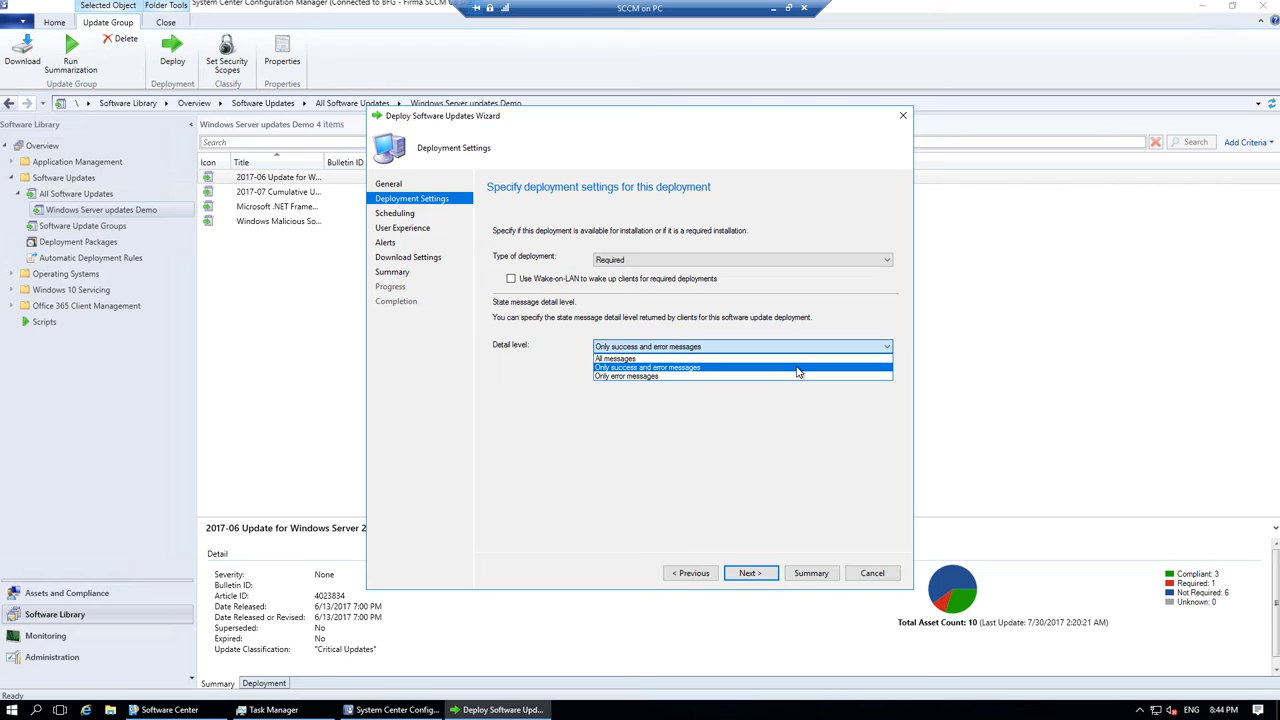 Selected Object
Folder Tools
System Center Configuration Manager (Connected to BFG - Firma SCCM
SCCM on PC
Home
Update Group
Close
Download
Run Summarization
Delete
Deploy
Set Security Scopes
Properties
Update Group
Deployment
Classify
Properties
\ Software Library Overview Software Updates All Software Updates Windows Server updates Demo
Software Library
Overview
Application Management
Software Updates
All Software Updates
Windows Server updates Demo
Software Update Groups
Deployment Packages
Automatic Deployment Rules
Operating Systems
Windows 10 Servicing
Office 365 Client Management
Scripts
Assets and Compliance
Software Library
Monitoring
Administration
Windows Server updates Demo 4 items
Search
Search
Add Criteria
Icon Title Bulletin ID
2017-06 Update for W...
2017-07 Cumulative U...
Microsoft .NET Frame...
Windows Malicious So...
Deploy Software Updates Wizard
Deployment Settings
General
Deployment Settings
Scheduling
User Experience
Alerts
Download Settings
Summary
Progress
Completion
Specify deployment settings for this deployment
Specify if this deployment is available for installation or if it is a required installation.
Type of deployment: Required
Use Wake-on-LAN to wake up clients for required deployments
State message detail level.
You can specify the state message detail level returned by clients for this software update deployment.
Detail level: Only success and error messages
All messages
Only success and error messages
Only error messages
< Previous
Next >
Summary
Cancel
2017-06 Update for Windows Server 2
Detail
Severity: None
Bulletin ID:
Article ID: 4023834
Date Released: 6/13/2017 7:00 PM
Date Released or Revised: 6/13/2017 7:00 PM
Superseded: No
Expired: No
Update Classification: "Critical Updates"
Compliant: 3
Required: 1
Not Required: 6
Unknown: 0
Total Asset Count: 10 (Last Update: 7/30/2017 2:20:21 AM)
Summary
Deployment
Ready
Software Center
Task Manager
System Center Config...
Deploy Software Upd...
ENG
8:44 PM